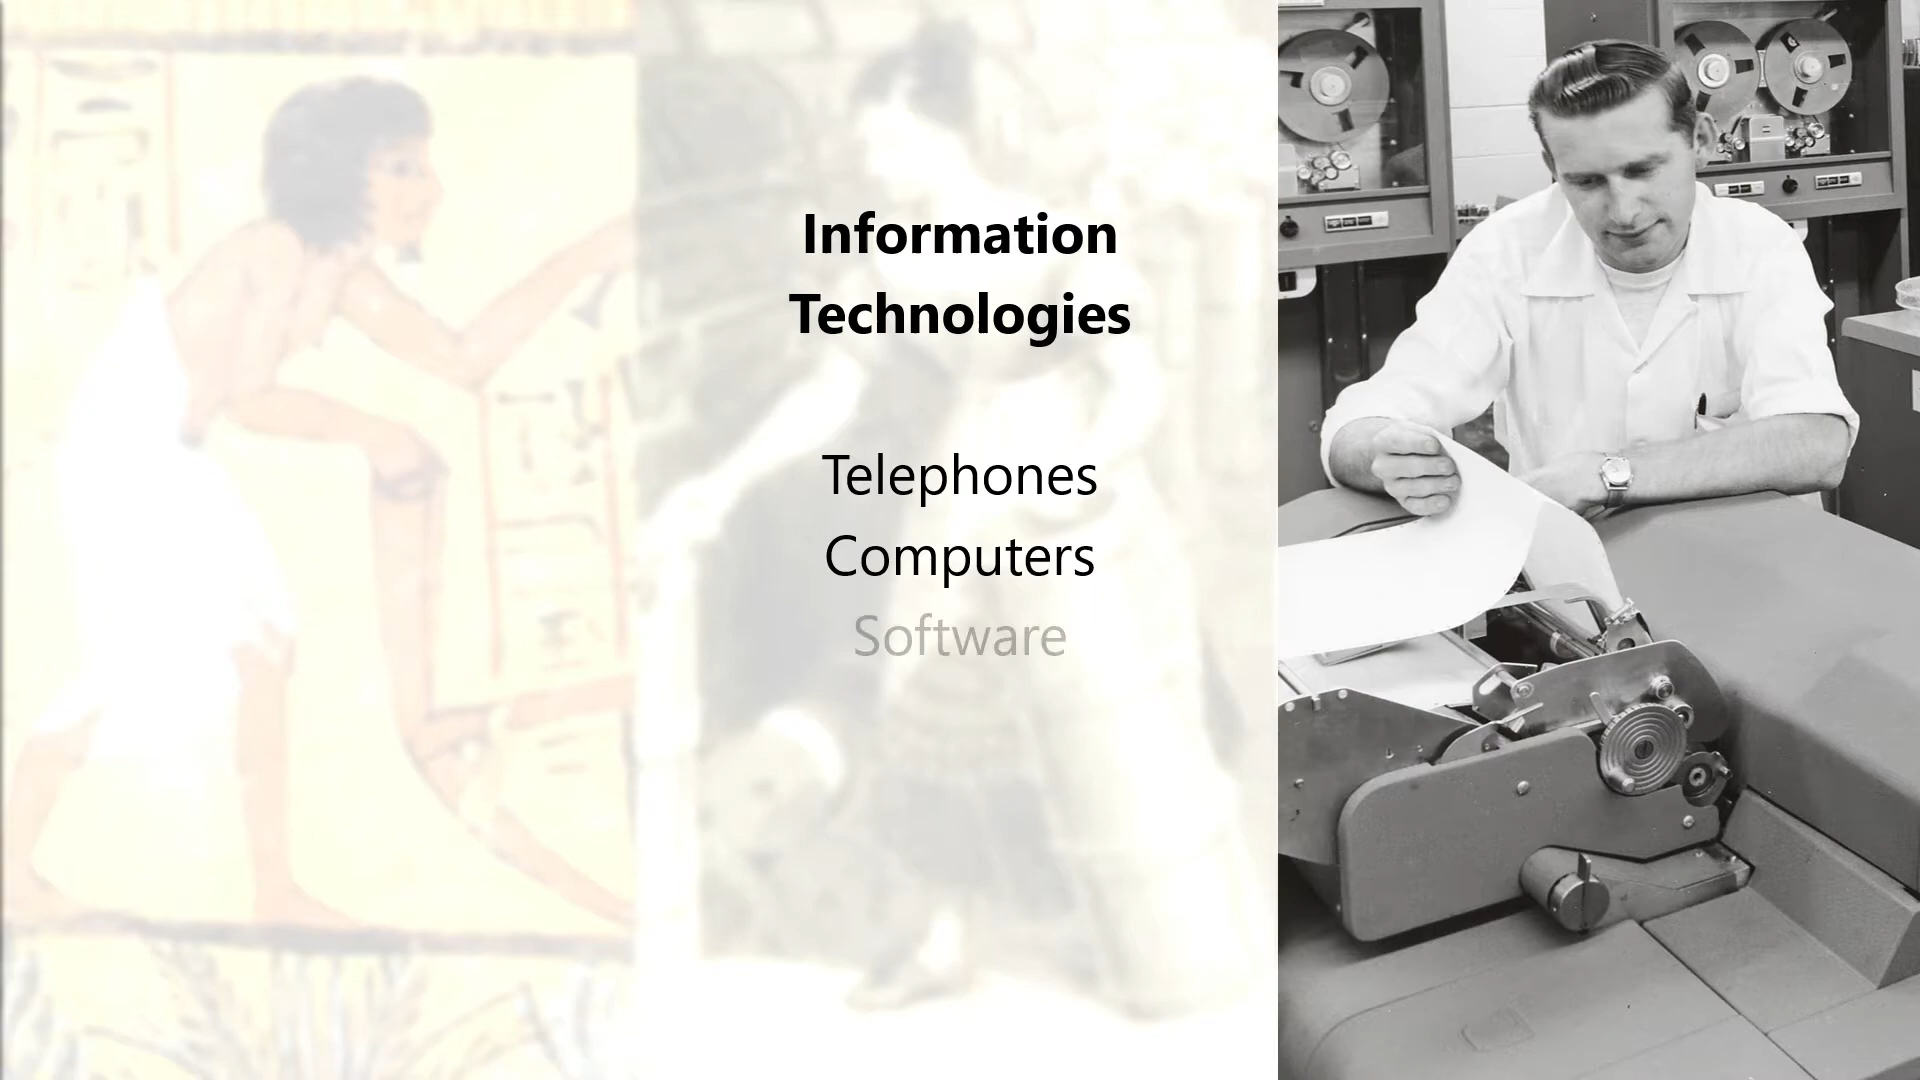 Information
Technologies
Telephones
Computers
Software